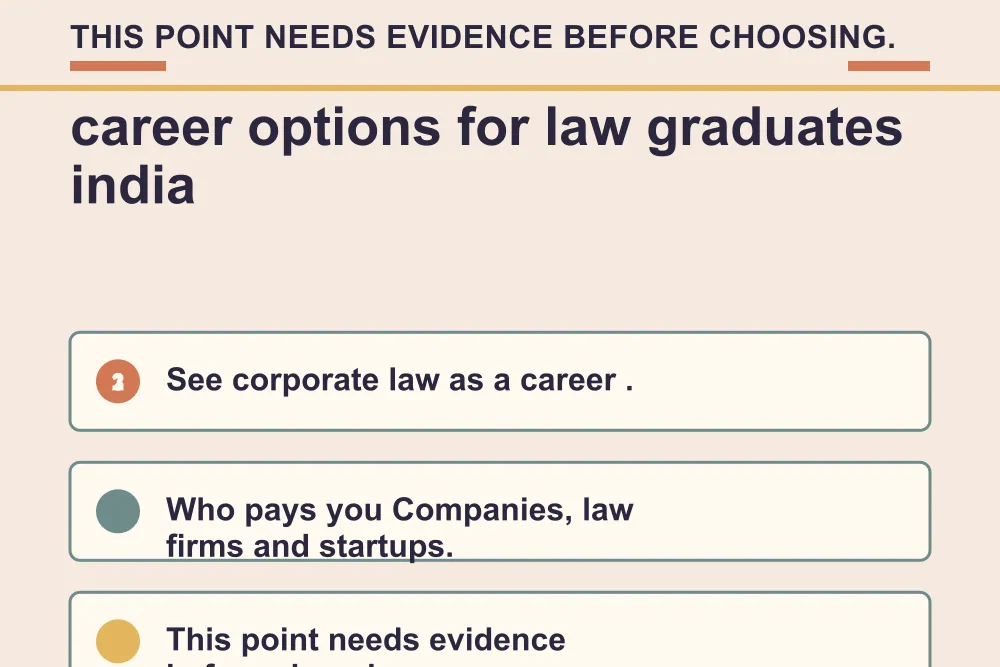 THIS POINT NEEDS EVIDENCE BEFORE CHOOSING.
career options for law graduates
india
See corporate law as a career .
Who pays you Companies, law
firms and startups.
This point needs evidence